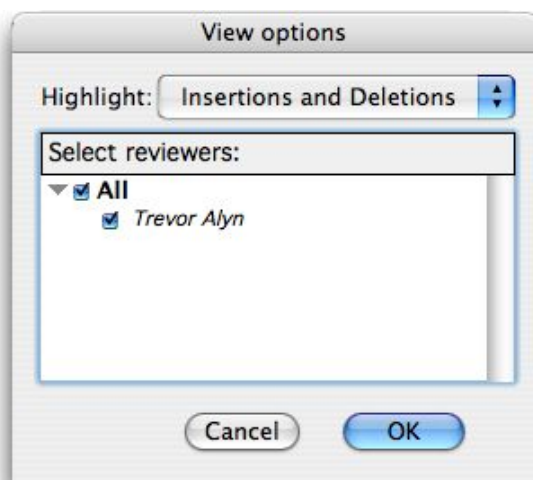 View options
Highlight: Insertions and Deletions
Select reviewers:
All
Trevor Alyn
Cancel OK